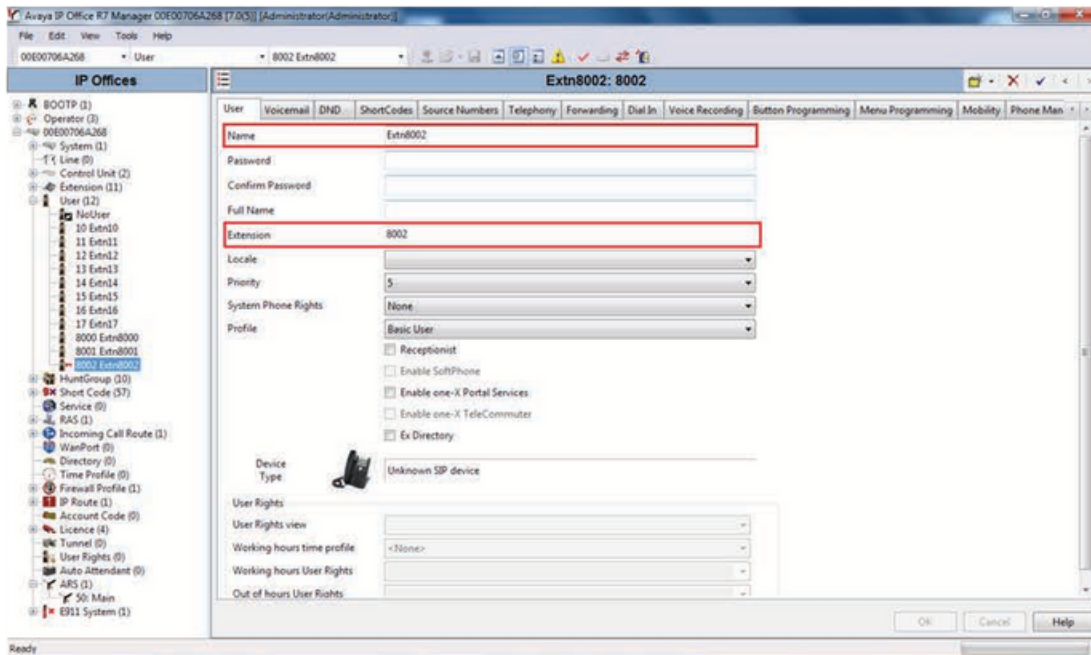 Avaya IP Office R7 Manager 00E00706A268 [7.0(5)] [Administrator(Administrator)]
File Edit View Tools Help
00E00706A268 User 8002 Extn8002
IP Offices
Extn8002: 8002
BOOTP (1)
Operator (3)
00E00706A268
System (1)
Line (0)
Control Unit (2)
Extension (11)
User (12)
NoUser
10 Extn10
11 Extn11
12 Extn12
13 Extn13
14 Extn14
15 Extn15
16 Extn16
17 Extn17
8000 Extn8000
8001 Extn8001
8002 Extn8002
HuntGroup (10)
Short Code (57)
Service (0)
RAS (1)
Incoming Call Route (1)
WanPort (0)
Directory (0)
Time Profile (0)
Firewall Profile (1)
IP Route (1)
Account Code (0)
Licence (4)
Tunnel (0)
User Rights (0)
Auto Attendant (0)
ARS (1)
50: Main
E911 System (1)
User Voicemail DND ShortCodes Source Numbers Telephony Forwarding Dial In Voice Recording Button Programming Menu Programming Mobility Phone Man
Name Extn8002
Password
Confirm Password
Full Name
Extension 8002
Locale
Priority 5
System Phone Rights None
Profile Basic User
Receptionist
Enable SoftPhone
Enable one-X Portal Services
Enable one-X TeleCommuter
Ex Directory
Device Type Unknown SIP device
User Rights
User Rights view
Working hours time profile <None>
Working hours User Rights
Out of hours User Rights
OK Cancel Help
Ready